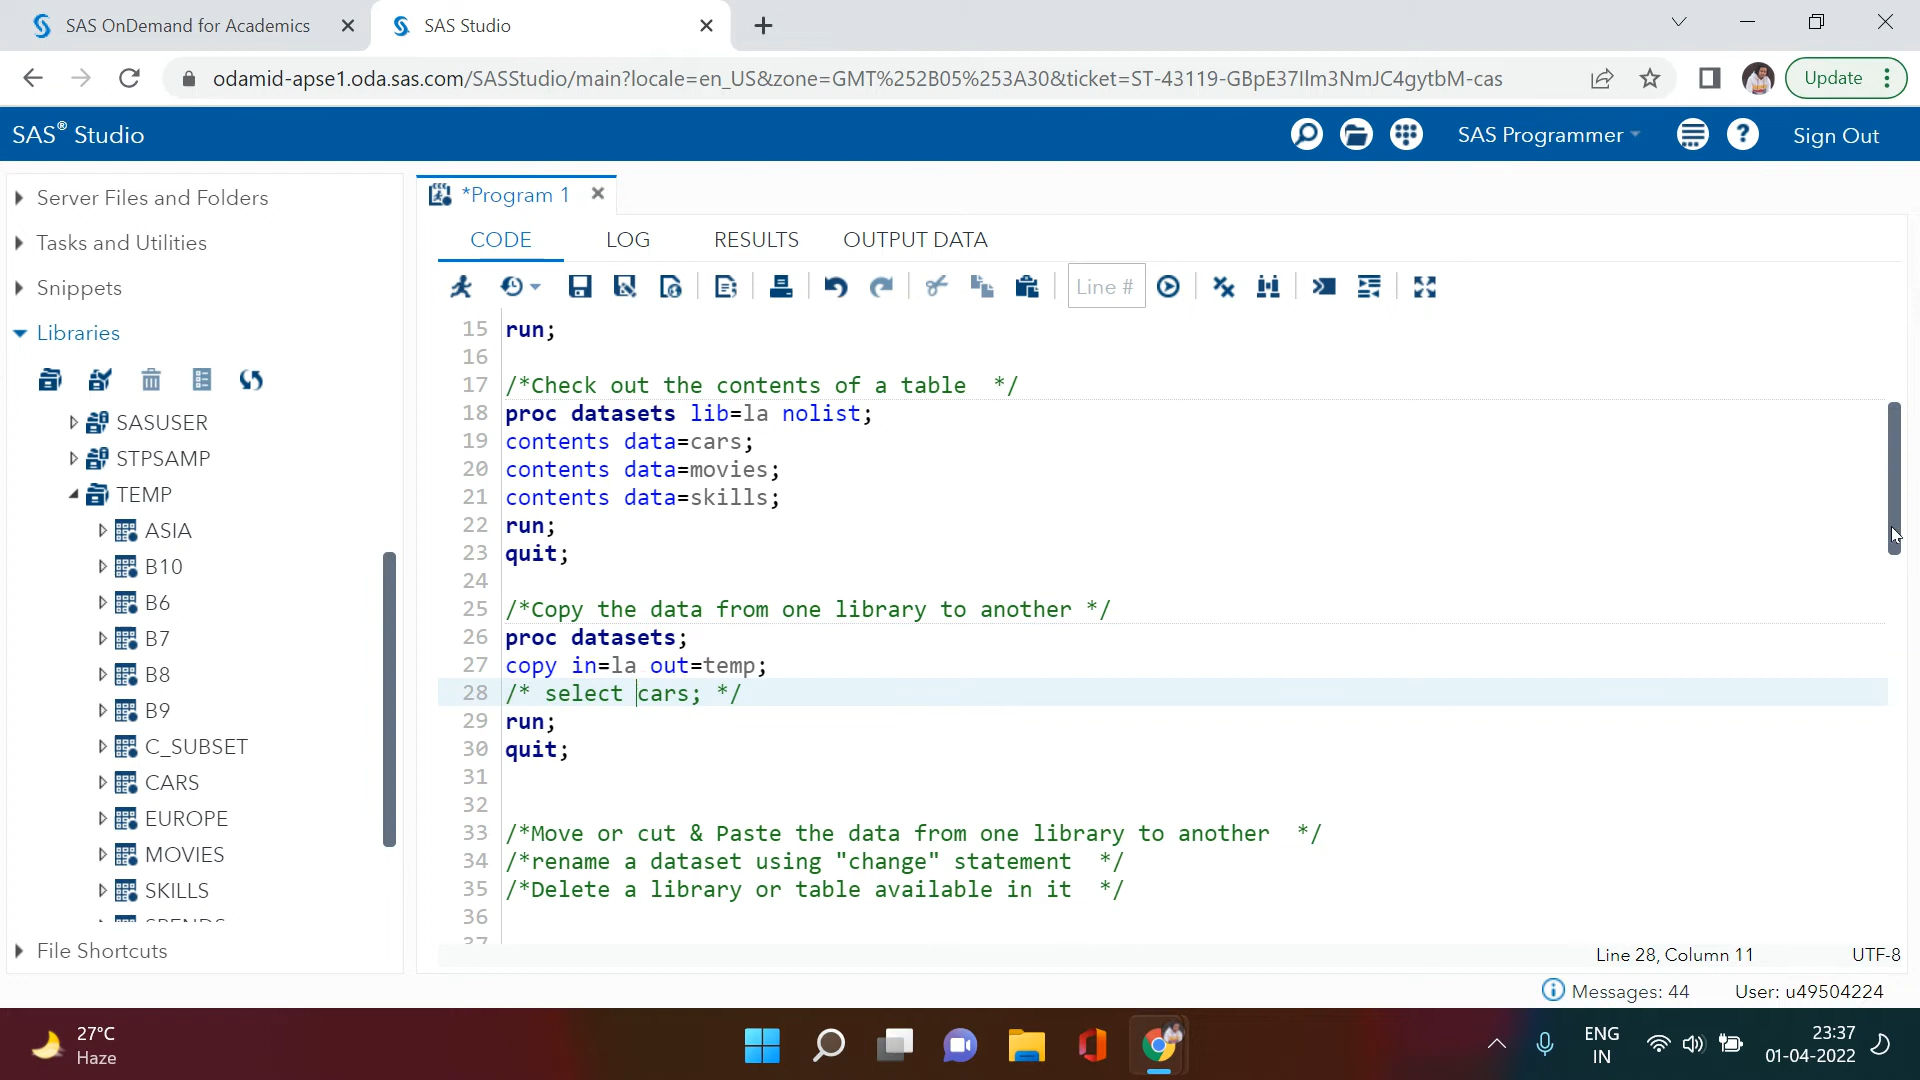 SAS OnDemand for Academics
SAS Studio
odamid-apse1.oda.sas.com/SASStudio/main?locale=en_US&zone=GMT%252B05%253A30&ticket=ST-43119-GBpE37Ilm3NmJC4gytbM-cas
Update
SAS® Studio
SAS Programmer
Sign Out
Server Files and Folders
Tasks and Utilities
Snippets
Libraries
SASUSER
STPSAMP
TEMP
ASIA
B10
B6
B7
B8
B9
C_SUBSET
CARS
EUROPE
MOVIES
SKILLS
File Shortcuts
*Program 1
CODE
LOG
RESULTS
OUTPUT DATA
Line #
15 run;
16
17 /*Check out the contents of a table  */
18 proc datasets lib=la nolist;
19 contents data=cars;
20 contents data=movies;
21 contents data=skills;
22 run;
23 quit;
24
25 /*Copy the data from one library to another */
26 proc datasets;
27 copy in=la out=temp;
28 /* select cars; */
29 run;
30 quit;
31
32
33 /*Move or cut & Paste the data from one library to another  */
34 /*rename a dataset using "change" statement  */
35 /*Delete a library or table available in it  */
36
37
Line 28, Column 11
UTF-8
Messages: 44
User: u49504224
27°C
Haze
ENG
IN
23:37
01-04-2022